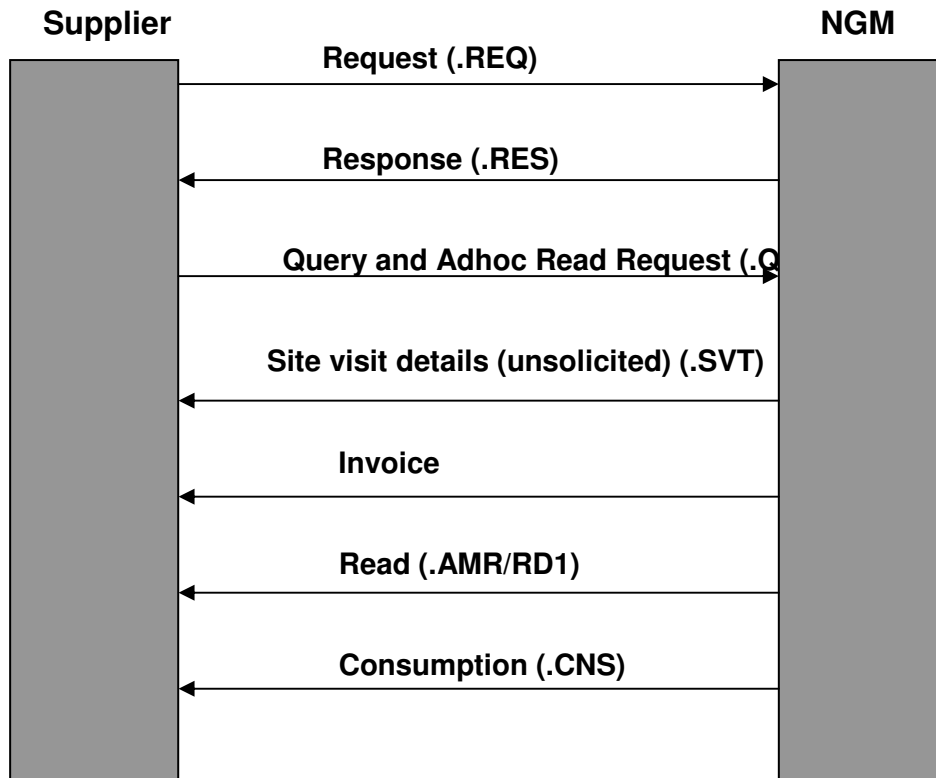 Supplier NGM
Request (.REQ)
Response (.RES)
Query and Adhoc Read Request (.Q
Site visit details (unsolicited) (.SVT)
Invoice
Read (.AMR/RD1)
Consumption (.CNS)